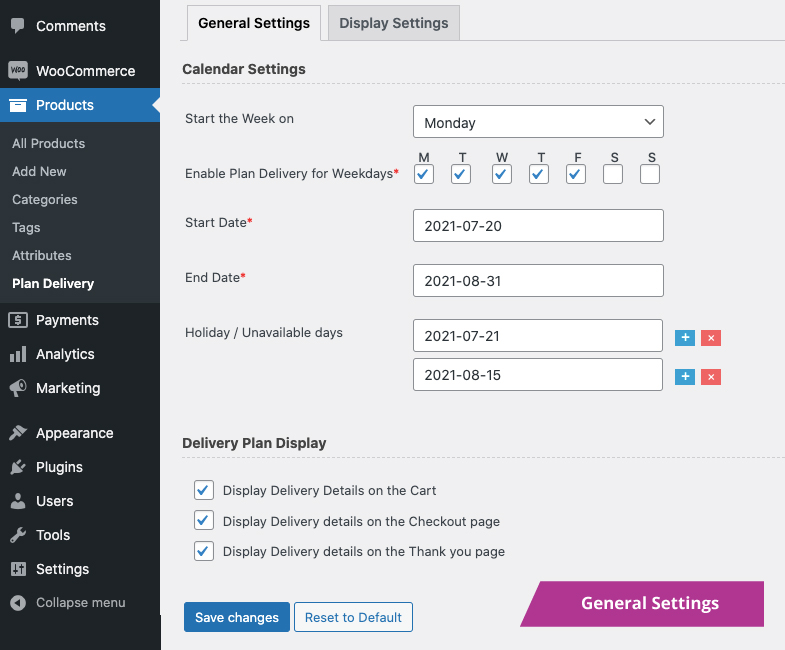 Comments
Woo WooCommerce
Products
All Products
Add New
Categories
Tags
Attributes
Plan Delivery
Payments
Analytics
Marketing
Appearance
Plugins
Users
Tools
Settings
Collapse menu
General Settings Display Settings
Calendar Settings
Start the Week on Monday
M T W T F S S
Enable Plan Delivery for Weekdays*
Start Date* 2021-07-20
End Date* 2021-08-31
Holiday / Unavailable days 2021-07-21
2021-08-15
Delivery Plan Display
Display Delivery Details on the Cart
Display Delivery details on the Checkout page
Display Delivery details on the Thank you page
Save changes Reset to Default
General Settings